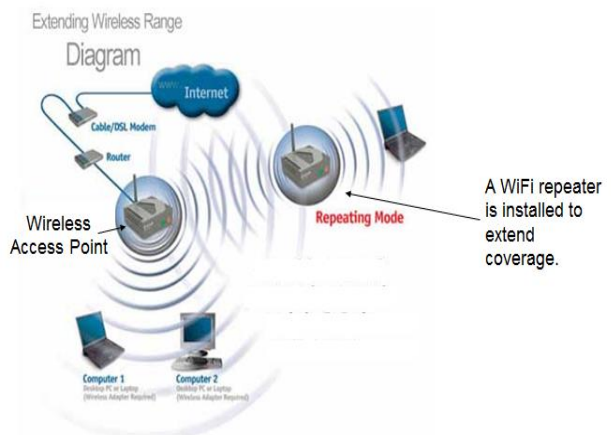 Extending Wireless Range
Diagram
www.
Internet
Cable/DSL Modem
Router
Wireless
Access Point
Repeating Mode
A WiFi repeater
is installed to
extend
coverage.
Computer 1
Desktop PC or Laptop
(Wireless Adapter Required)
Computer 2
Desktop PC or Laptop
(Wireless Adapter Required)